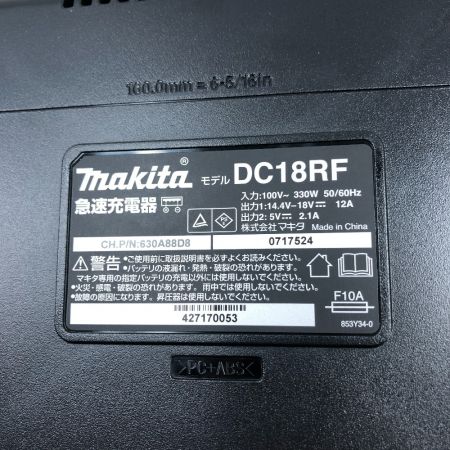 160.0mm = 6-5/16in
makita® モデル DC18RF
急速充電器
入力:100V~ 330W 50/60Hz
出力1:14.4V-18V⎓ 12A
出力2: 5V⎓ 2.1A
株式会社マキタ Made in China
CH.P/N:630A88D8
0717524
警告 ●ご使用前に必ず取扱説明書をよくお読みください。
●バッテリの液漏れ・発熱・破裂の恐れがあります。
マキタ専用の指定バッテリの充電以外には使用しないでください。
●火災・感電・破裂の恐れがあります。雨中では使用しないでください。
●故障の原因になります。昇圧器は使用しないでください。
F10A
427170053
853Y34-0
>PC+ABS<